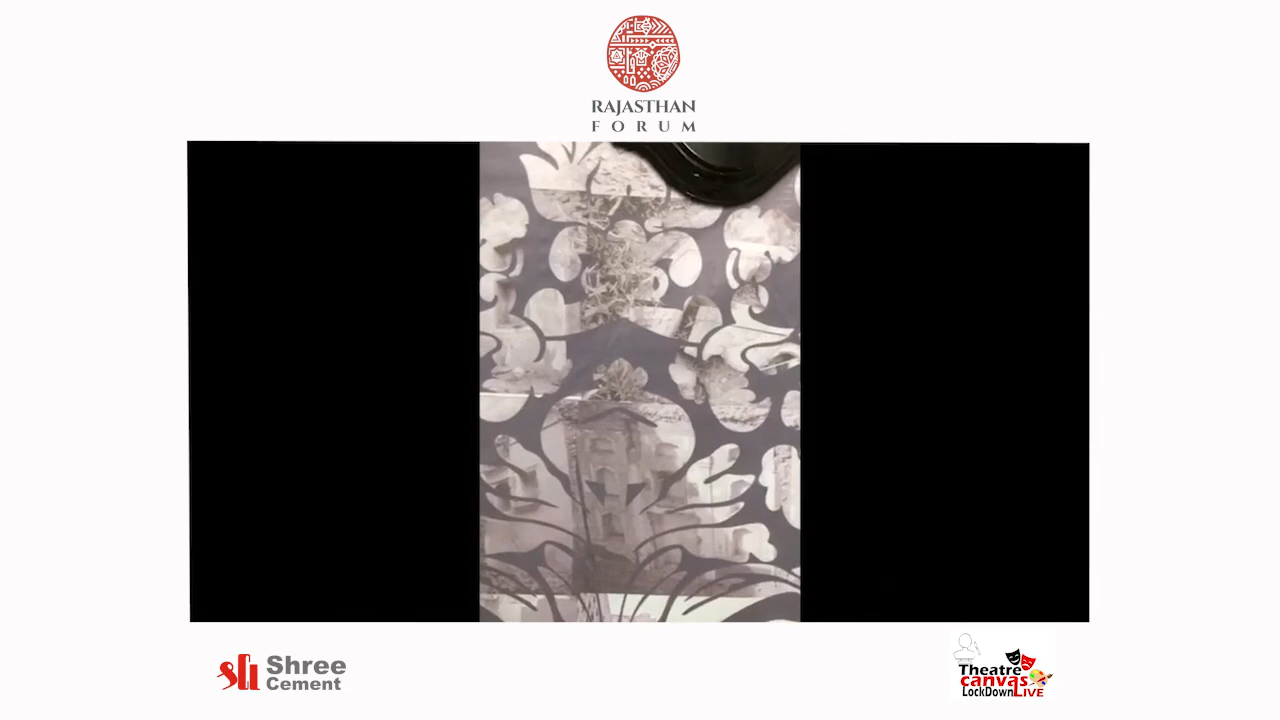 RAJASTHAN
FORUM
Shree
Cement
Theatre
canvas
LockDown LIVE